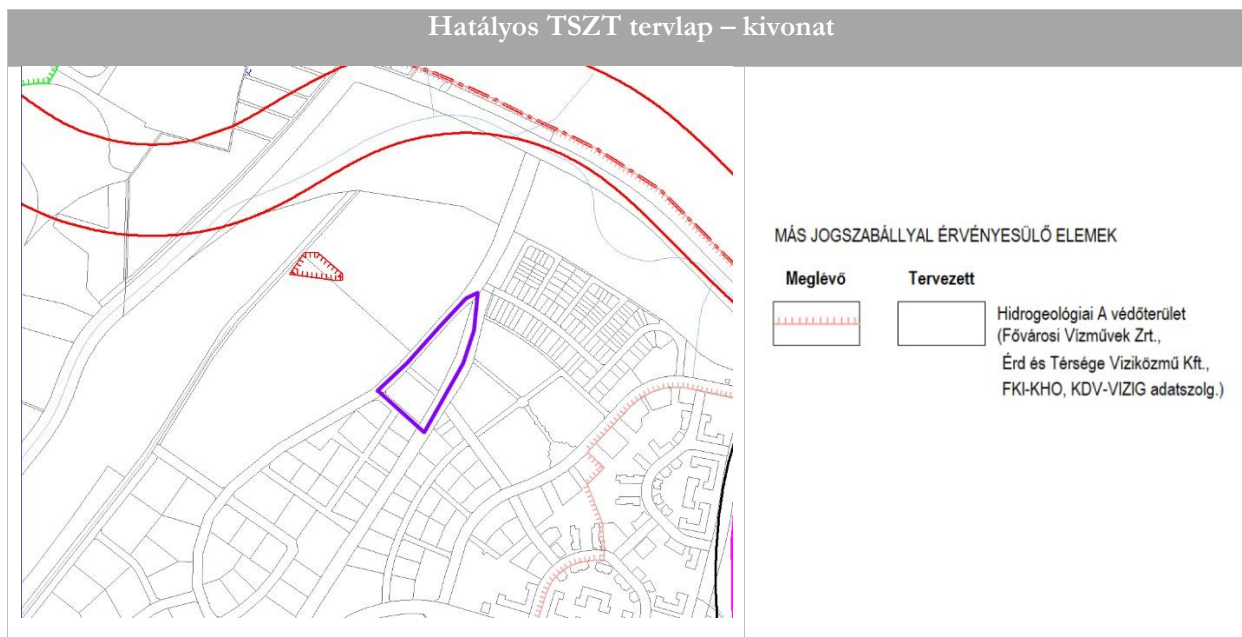 Hatályos TSZT tervlap – kivonat
MÁS JOGSZABÁLLYAL ÉRVÉNYESÜLŐ ELEMEK
Meglévő Tervezett
Hidrogeológiai A védőterület
(Fővárosi Vízművek Zrt.,
Érd és Térsége Víziközmű Kft.,
FKI-KHO, KDV-VIZIG adatszolg.)